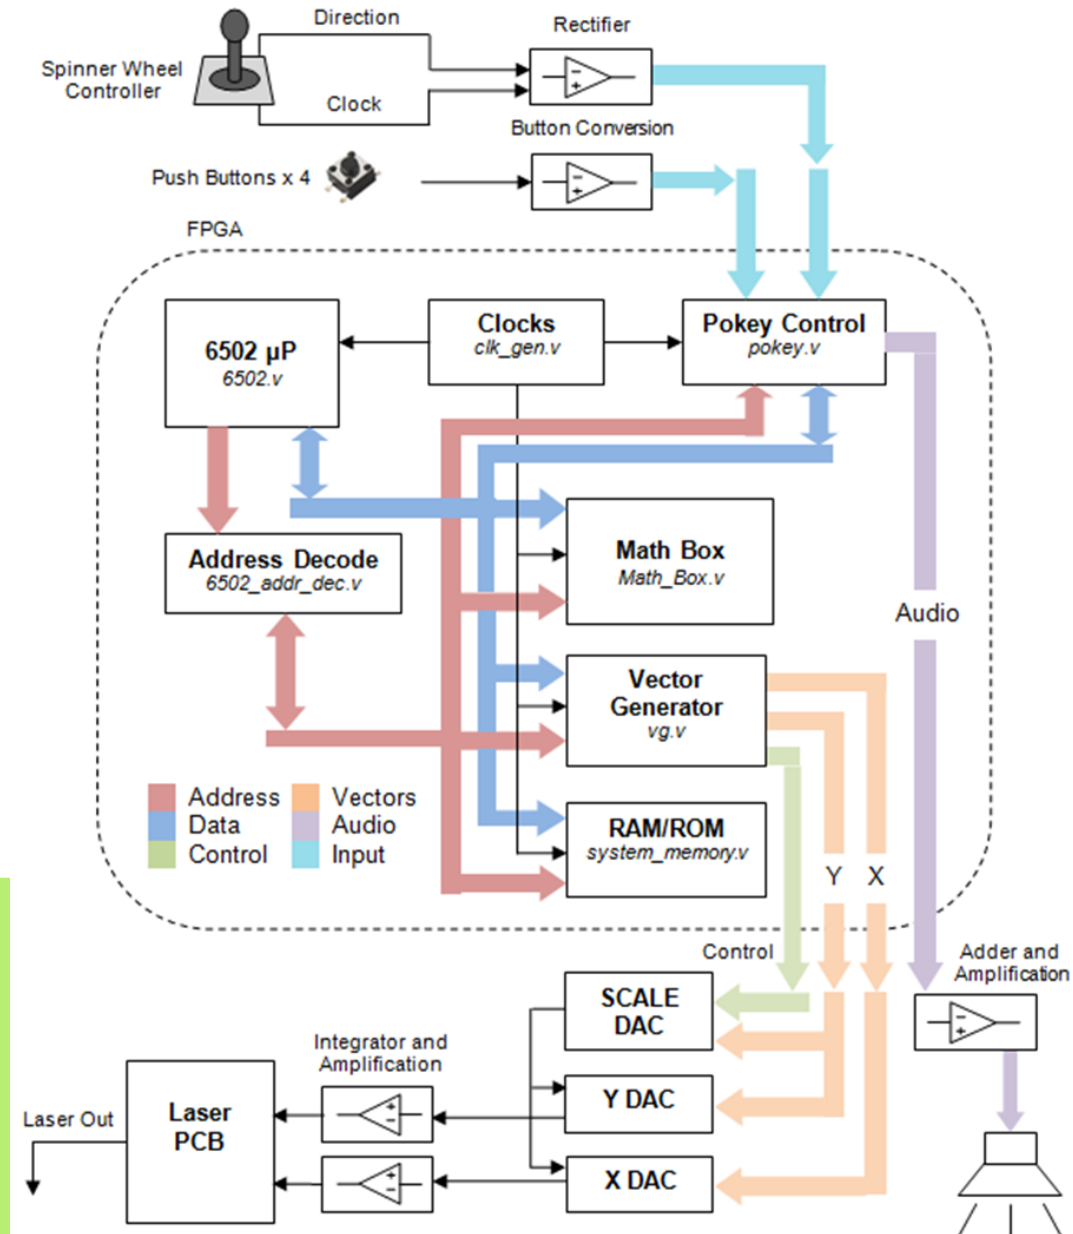 Direction
Rectifier
Spinner Wheel
Controller
Clock
Button Conversion
Push Buttons x 4
FPGA
6502 µP
6502.v
Clocks
clk_gen.v
Pokey Control
pokey.v
Address Decode
6502_addr_dec.v
Math Box
Math_Box.v
Audio
Vector
Generator
vg.v
Address
Vectors
Data
Audio
Control
Input
RAM/ROM
system_memory.v
Y
X
Control
Adder and
Amplification
SCALE
DAC
Integrator and
Amplification
Laser Out
Laser
PCB
Y DAC
X DAC